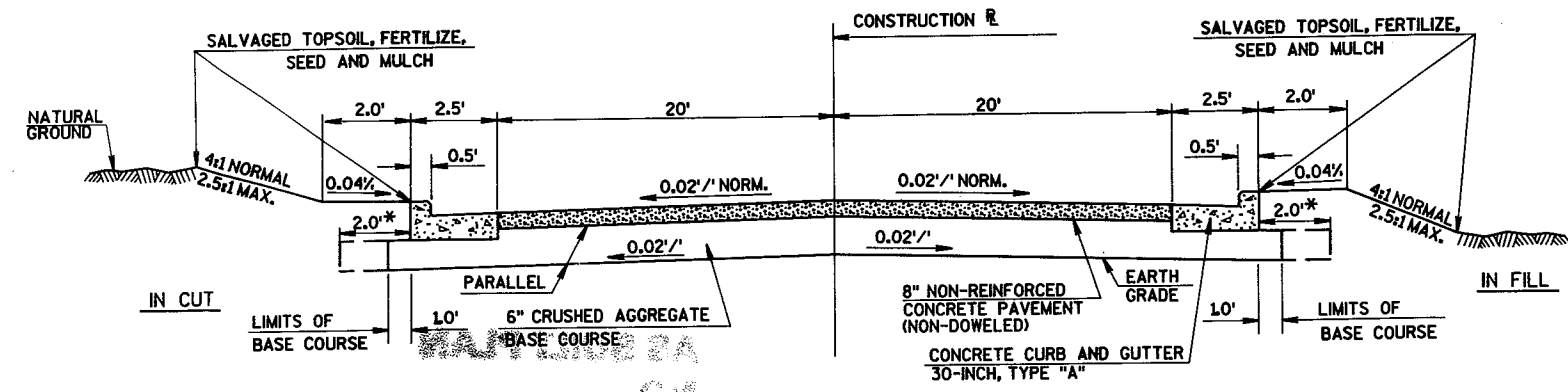 CONSTRUCTION ℞
SALVAGED TOPSOIL, FERTILIZE,
SEED AND MULCH
SALVAGED TOPSOIL, FERTILIZE,
SEED AND MULCH
2.0'
2.5'
20'
20'
2.5'
2.0'
NATURAL
GROUND
0.5'
0.5'
4:1 NORMAL
2.5:1 MAX.
0.04'/'
0.02'/' NORM.
0.02'/' NORM.
0.04'/'
4:1 NORMAL
2.5:1 MAX.
2.0'*
2.0'*
0.02'/'
0.02'/'
IN CUT
PARALLEL
8" NON-REINFORCED
CONCRETE PAVEMENT
(NON-DOWELED)
EARTH
GRADE
IN FILL
LIMITS OF
BASE COURSE
1.0'
6" CRUSHED AGGREGATE
BASE COURSE
1.0'
LIMITS OF
BASE COURSE
CONCRETE CURB AND GUTTER
30-INCH, TYPE "A"